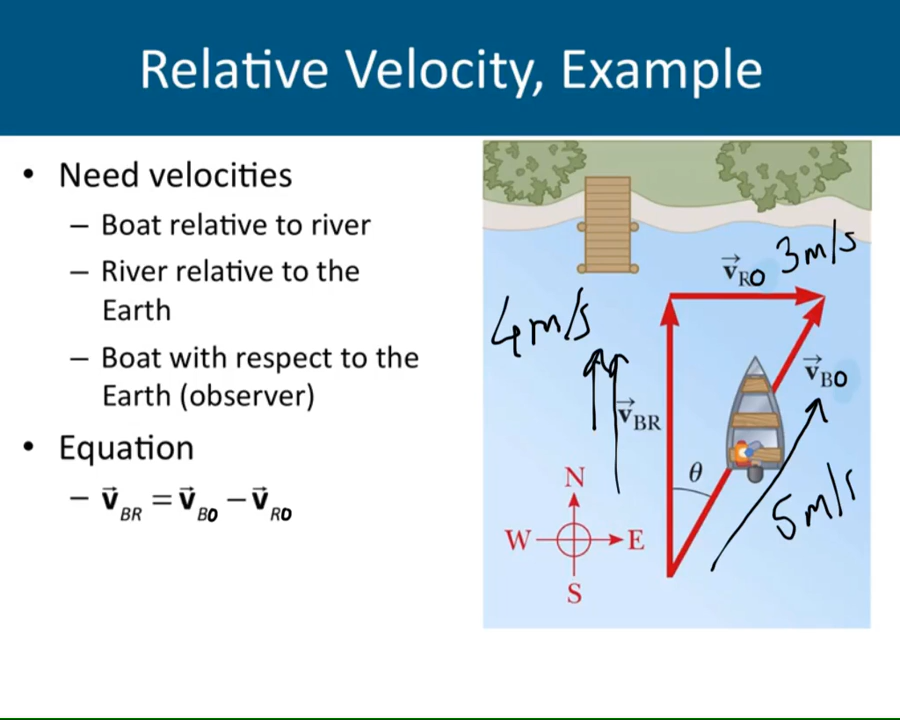 Relative Velocity, Example
• Need velocities
– Boat relative to river
– River relative to the
Earth
– Boat with respect to the
Earth (observer)
• Equation
– v⃗BR = v⃗BO − v⃗RO
v⃗RO 3m/s
4m/s
v⃗BO
v⃗BR
θ
5m/s
N
W E
S